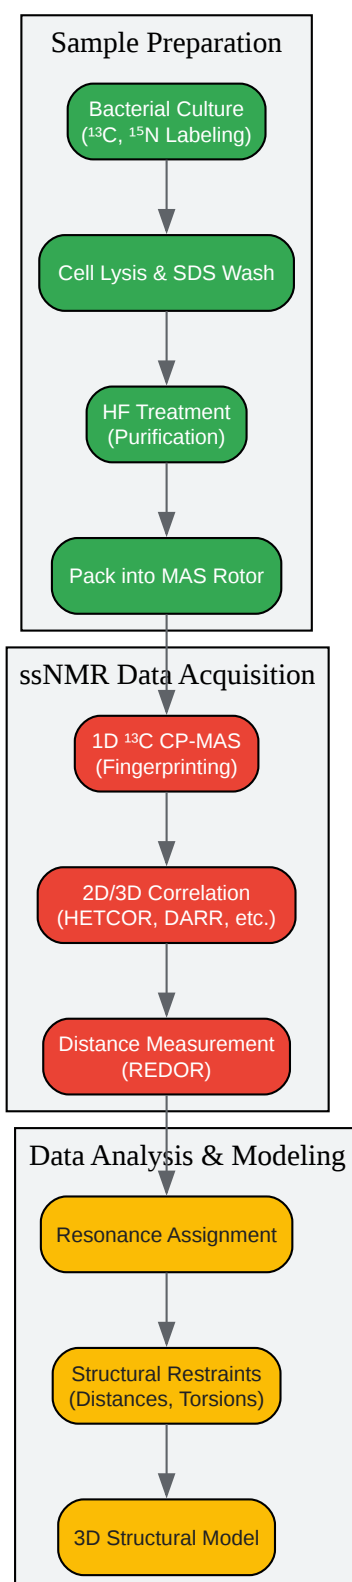 Sample Preparation
Bacterial Culture
(¹³C, ¹⁵N Labeling)
Cell Lysis & SDS Wash
HF Treatment
(Purification)
Pack into MAS Rotor
ssNMR Data Acquisition
1D ¹³C CP-MAS
(Fingerprinting)
2D/3D Correlation
(HETCOR, DARR, etc.)
Distance Measurement
(REDOR)
Data Analysis & Modeling
Resonance Assignment
Structural Restraints
(Distances, Torsions)
3D Structural Model